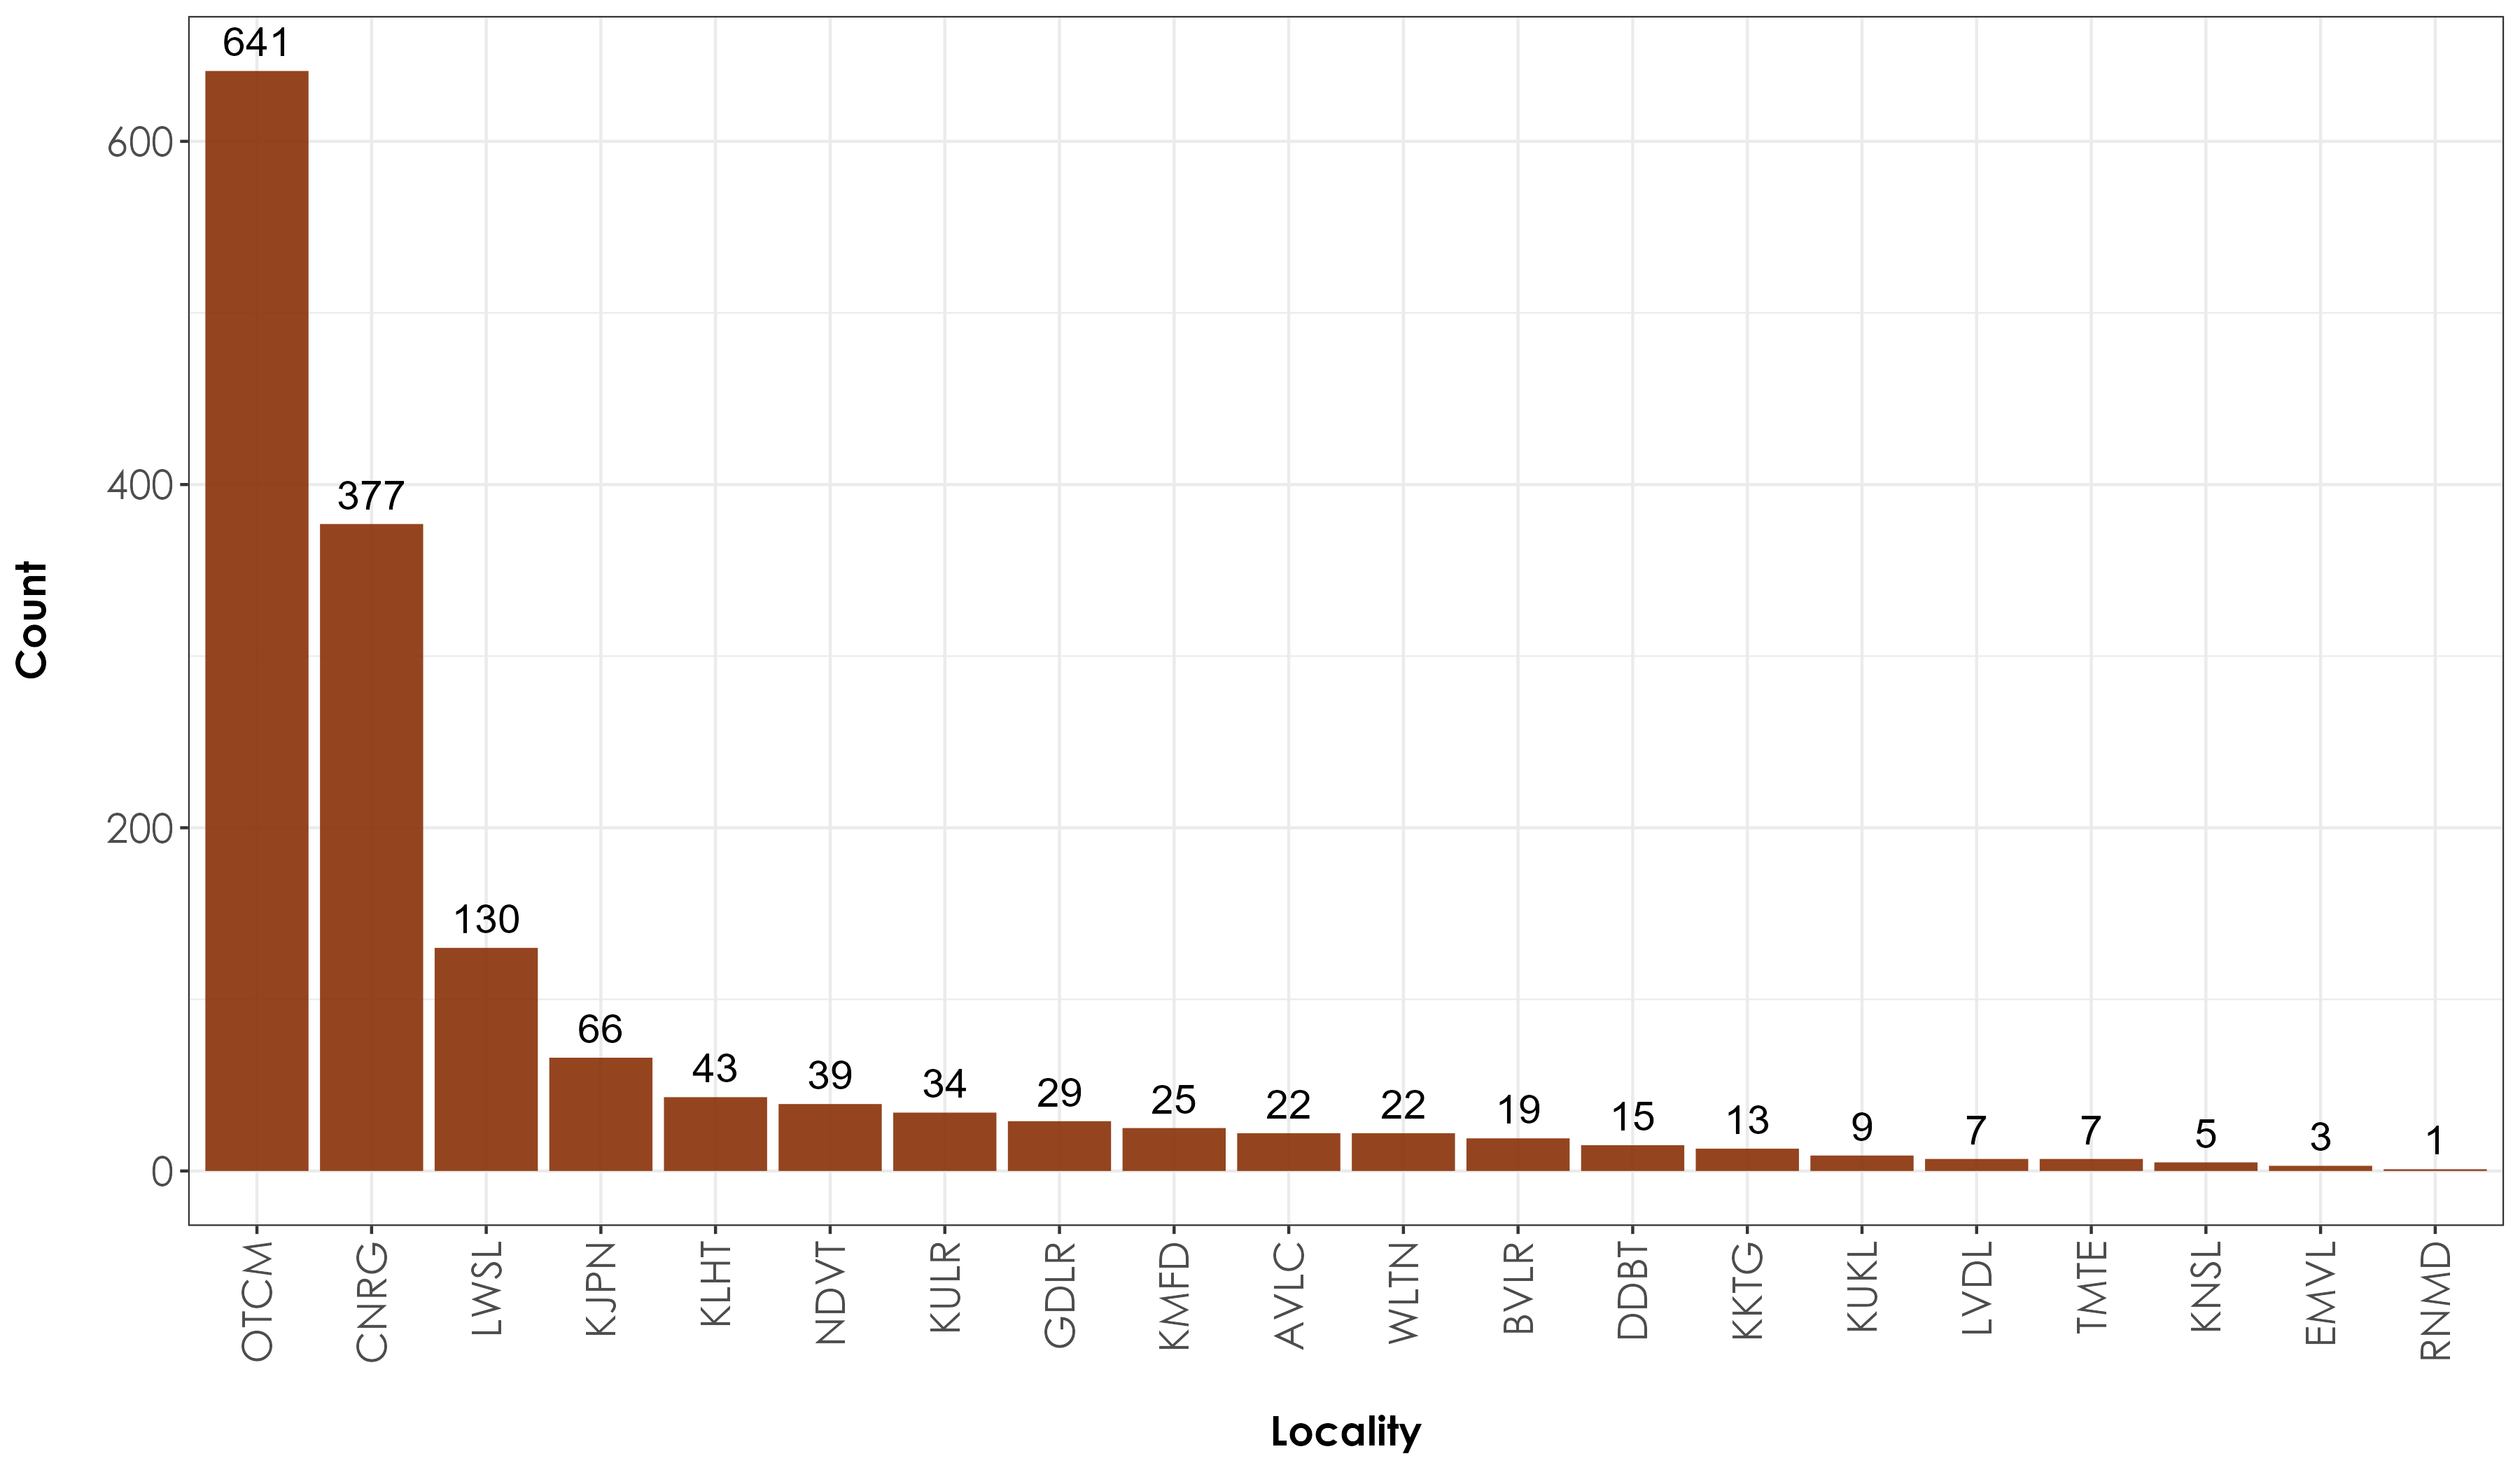 641
600
400
377
Count
200
130
66
43
39
34
29
25
22
22
19
15
13
9
7
7
5
3
1
0
OTCM
CNRG
LWSL
KJPN
KLHT
NDVT
KULR
GDLR
KMFD
AVLC
WLTN
BVLR
DDBT
KKTG
KUKL
LVDL
TMTE
KNSL
EMVL
RNMD
Locality